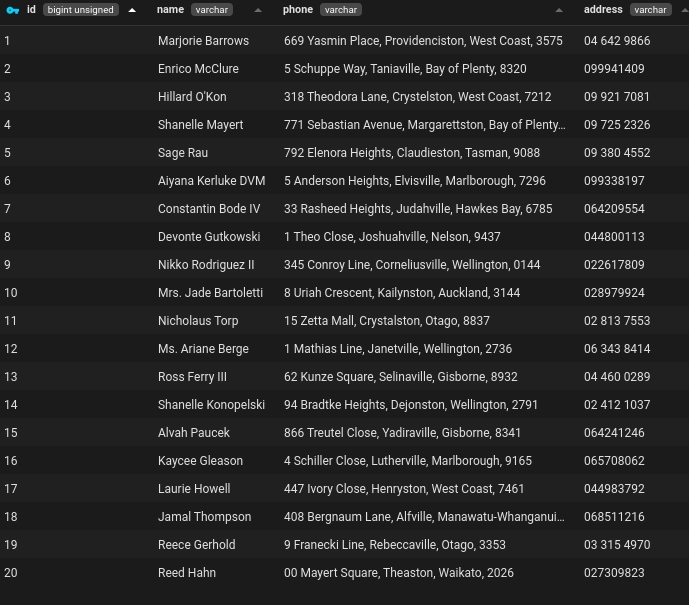 id bigint unsigned name varchar phone varchar address varchar
1 Marjorie Barrows 669 Yasmin Place, Providenciston, West Coast, 3575 04 642 9866
2 Enrico McClure 5 Schuppe Way, Taniaville, Bay of Plenty, 8320 099941409
3 Hillard O'Kon 318 Theodora Lane, Crystelston, West Coast, 7212 09 921 7081
4 Shanelle Mayert 771 Sebastian Avenue, Margarettston, Bay of Plenty… 09 725 2326
5 Sage Rau 792 Elenora Heights, Claudieston, Tasman, 9088 09 380 4552
6 Aiyana Kerluke DVM 5 Anderson Heights, Elvisville, Marlborough, 7296 099338197
7 Constantin Bode IV 33 Rasheed Heights, Judahville, Hawkes Bay, 6785 064209554
8 Devonte Gutkowski 1 Theo Close, Joshuahville, Nelson, 9437 044800113
9 Nikko Rodriguez II 345 Conroy Line, Corneliusville, Wellington, 0144 022617809
10 Mrs. Jade Bartoletti 8 Uriah Crescent, Kailynston, Auckland, 3144 028979924
11 Nicholaus Torp 15 Zetta Mall, Crystalston, Otago, 8837 02 813 7553
12 Ms. Ariane Berge 1 Mathias Line, Janetville, Wellington, 2736 06 343 8414
13 Ross Ferry III 62 Kunze Square, Selinaville, Gisborne, 8932 04 460 0289
14 Shanelle Konopelski 94 Bradtke Heights, Dejonston, Wellington, 2791 02 412 1037
15 Alvah Paucek 866 Treutel Close, Yadiraville, Gisborne, 8341 064241246
16 Kaycee Gleason 4 Schiller Close, Lutherville, Marlborough, 9165 065708062
17 Laurie Howell 447 Ivory Close, Henryston, West Coast, 7461 044983792
18 Jamal Thompson 408 Bergnaum Lane, Alfville, Manawatu-Whanganui… 068511216
19 Reece Gerhold 9 Franecki Line, Rebeccaville, Otago, 3353 03 315 4970
20 Reed Hahn 00 Mayert Square, Theaston, Waikato, 2026 027309823